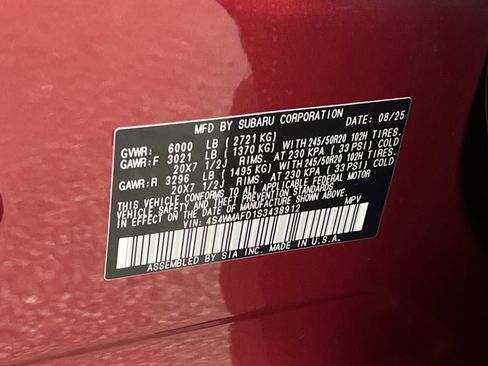 MFD BY SUBARU CORPORATION DATE 08/25
GVWR: 6000 LB (2721 KG)
GAWR:F 3021 LB (1370 KG) WITH 245/50R20 102H TIRES.
20X7 1/2J RIMS. AT 230 KPA (33 PSI) COLD
GAWR:R 3296 LB (1495 KG) WITH 245/50R20 102H TIRES.
20X7 1/2J RIMS. AT 230 KPA (33 PSI) COLD
THIS VEHICLE CONFORMS TO ALL APPLICABLE FEDERAL MOTOR
VEHICLE SAFETY AND THEFT PREVENTION STANDARDS
IN EFFECT ON THE DATE OF MANUFACTURE SHOWN ABOVE.
VIN: 4S4WMAFD1S3438912 MPV
ASSEMBLED BY SIA INC. MADE IN U.S.A.